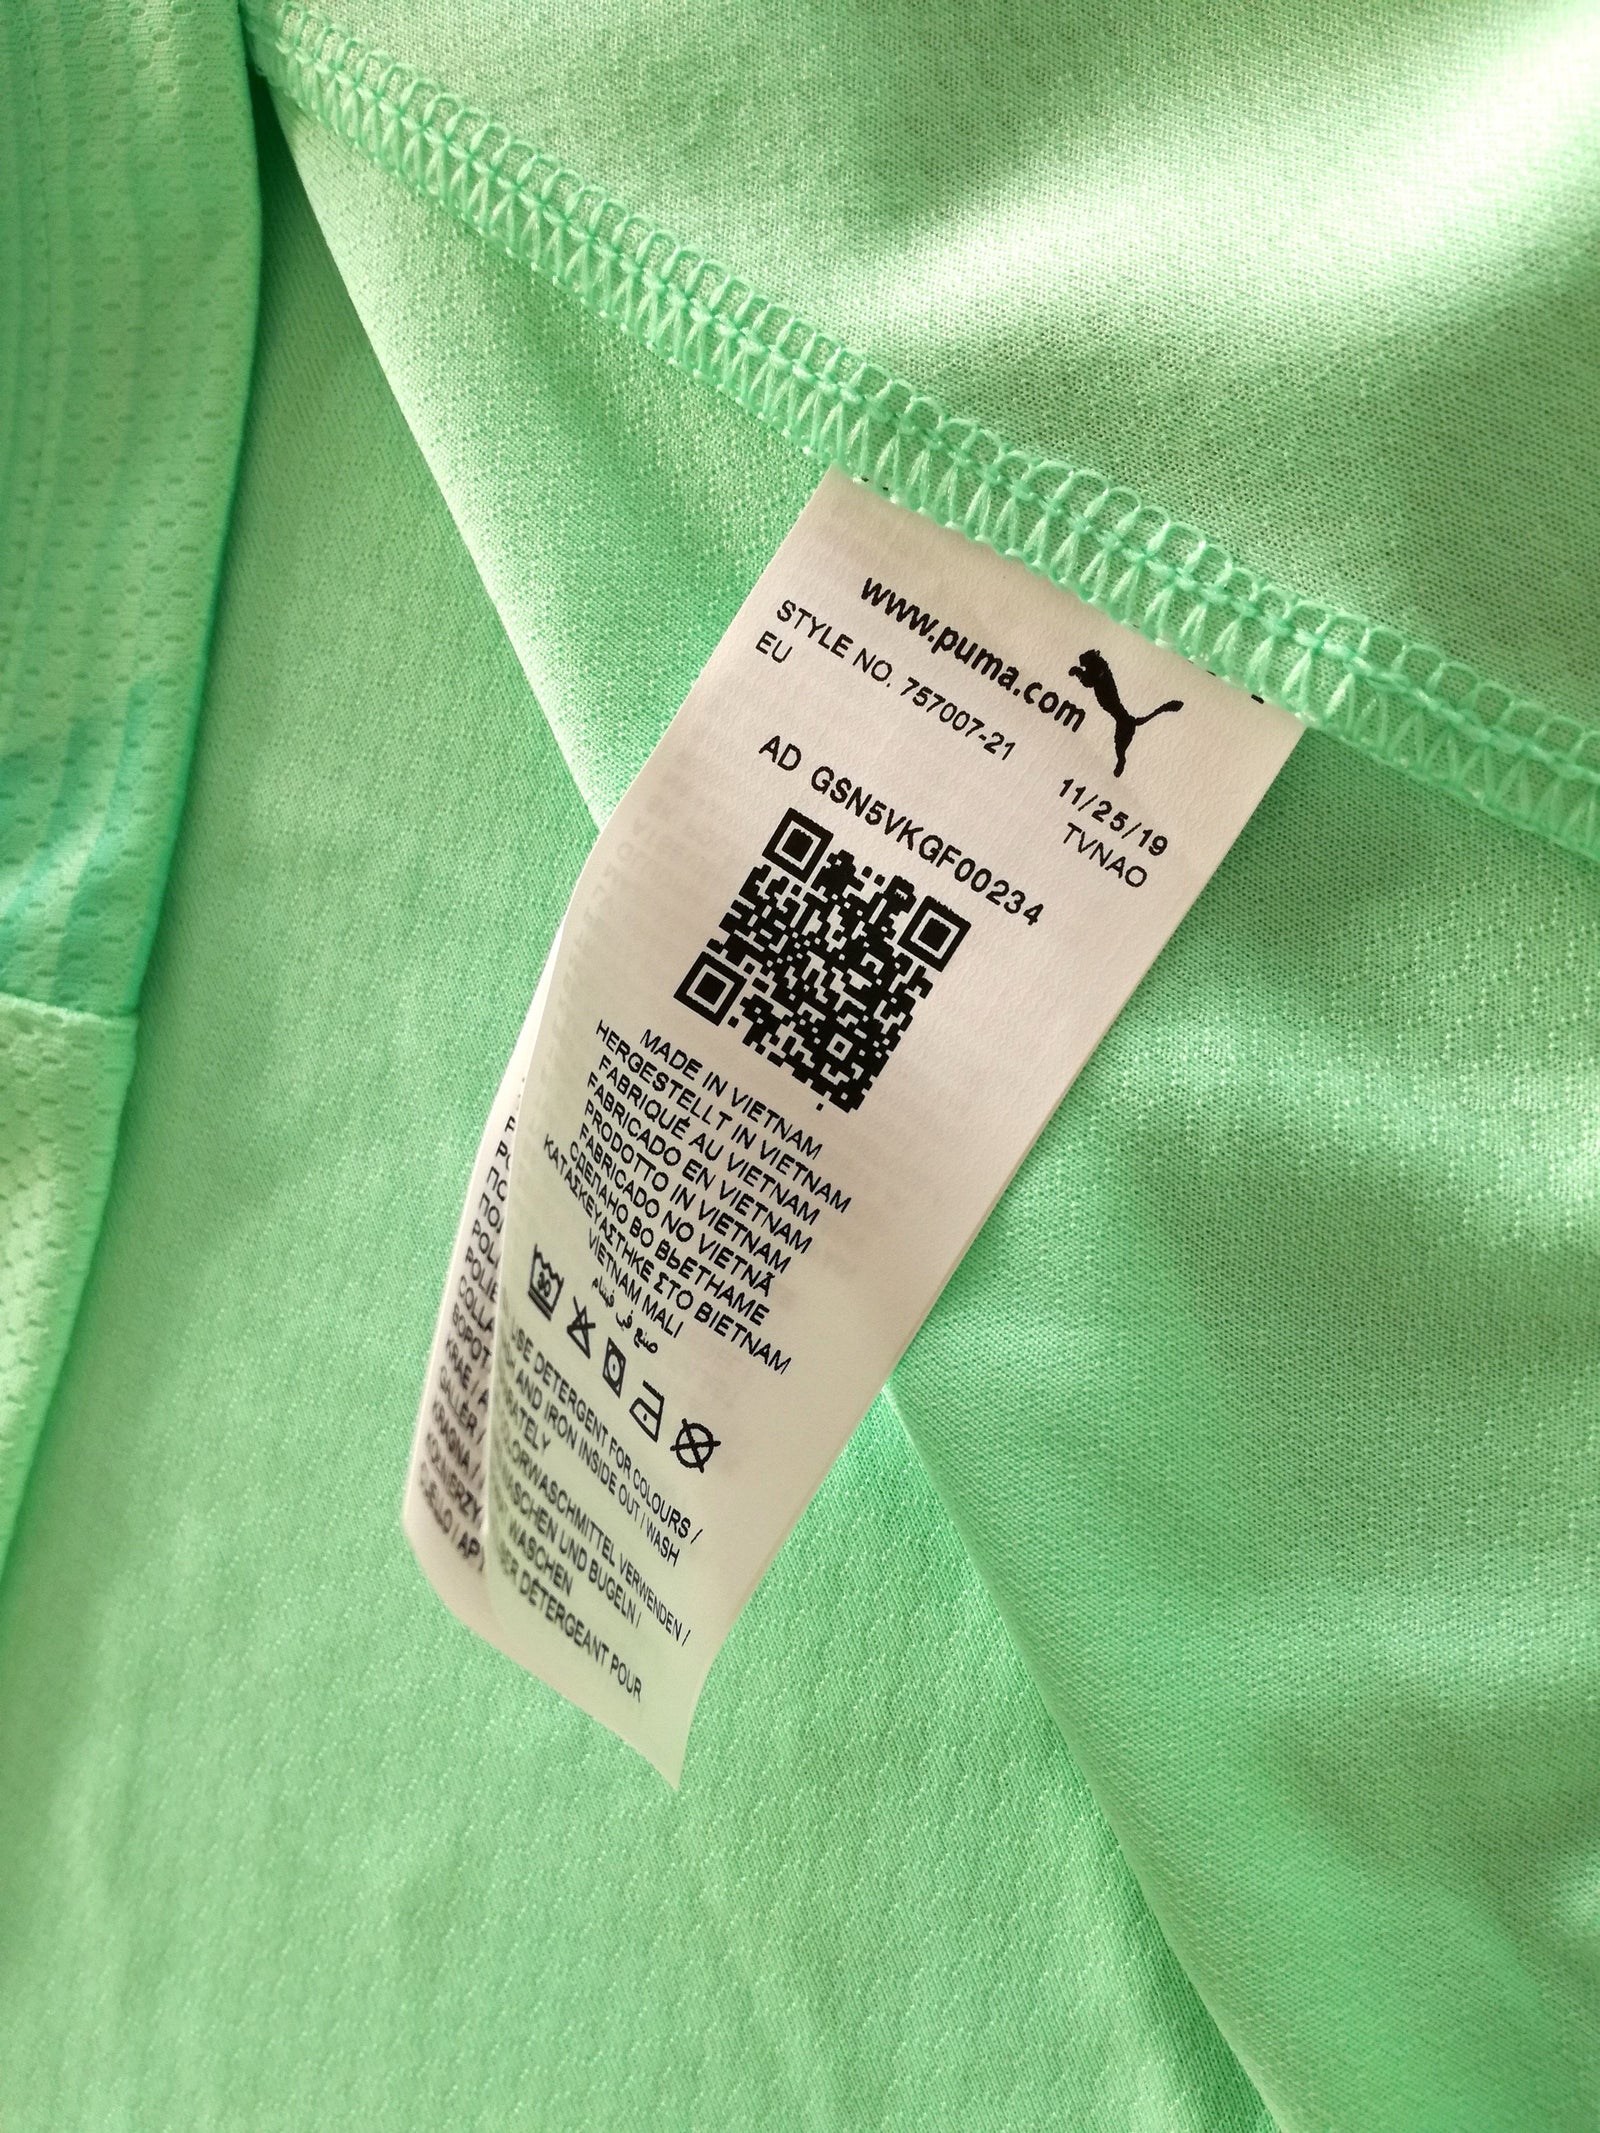 www.puma.com
STYLE NO. 757007-21
EU
11/25/19
TVNAO
AD GSN5VKGF00234
MADE IN VIETNAM
HERGESTELLT IN VIETNAM
FABRIQUÉ AU VIETNAM
FABRICADO EN VIETNAM
PRODOTTO IN VIETNAM
FABRICADO NO VIETNÃ
СДЕЛАНО ВО ВЬЕТНАМЕ
ΚΑΤΑΣΚΕΥΑΣΤΗΚΕ ΣΤΟ ΒΙΕΤΝΑΜ
VIETNAM MALI
صنع في فيتنام
30
USE DETERGENT FOR COLOURS /
AND IRON INSIDE OUT / WASH
VERWENDEN /
WASCHEN UND BÜGELN /
WASCHEN
DÉTERGEANT POUR